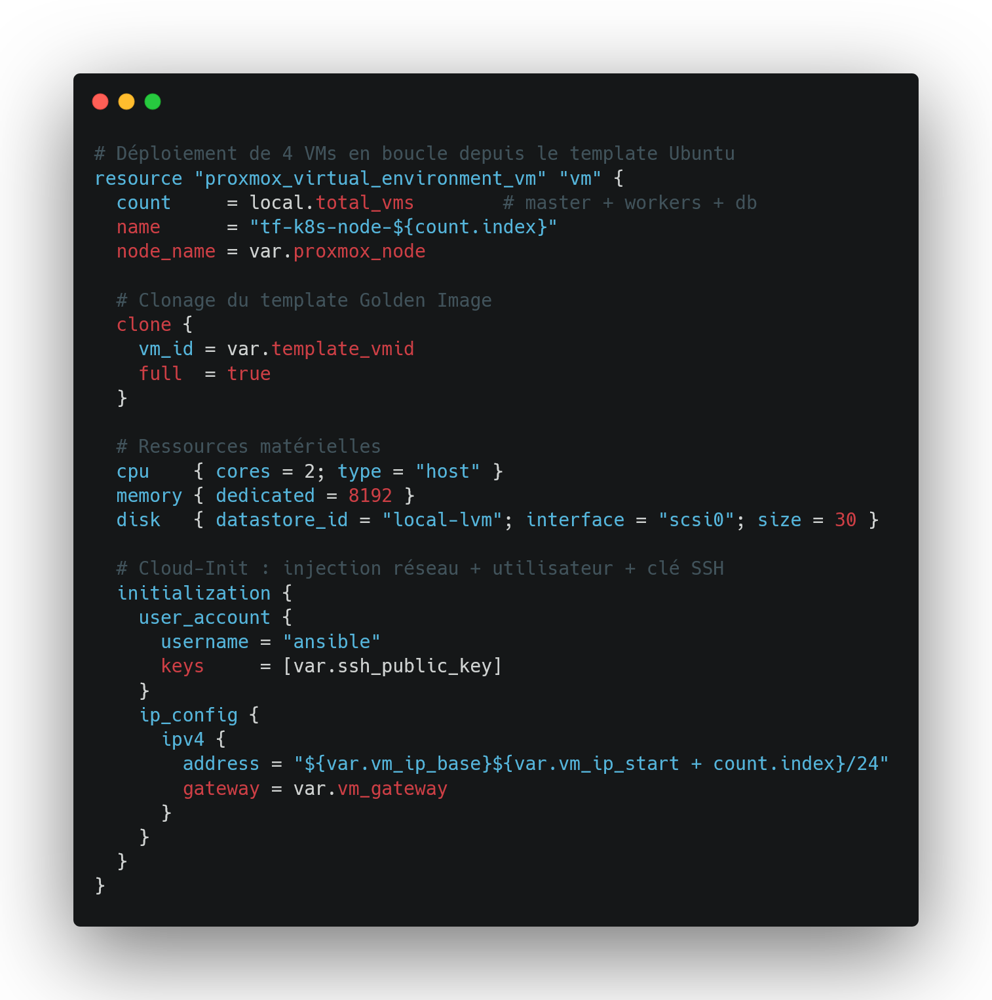 # Déploiement de 4 VMs en boucle depuis le template Ubuntu
resource "proxmox_virtual_environment_vm" "vm" {
  count     = local.total_vms        # master + workers + db
  name      = "tf-k8s-node-${count.index}"
  node_name = var.proxmox_node

  # Clonage du template Golden Image
  clone {
    vm_id = var.template_vmid
    full  = true
  }

  # Ressources matérielles
  cpu    { cores = 2; type = "host" }
  memory { dedicated = 8192 }
  disk   { datastore_id = "local-lvm"; interface = "scsi0"; size = 30 }

  # Cloud-Init : injection réseau + utilisateur + clé SSH
  initialization {
    user_account {
      username = "ansible"
      keys     = [var.ssh_public_key]
    }
    ip_config {
      ipv4 {
        address = "${var.vm_ip_base}${var.vm_ip_start + count.index}/24"
        gateway = var.vm_gateway
      }
    }
  }
}